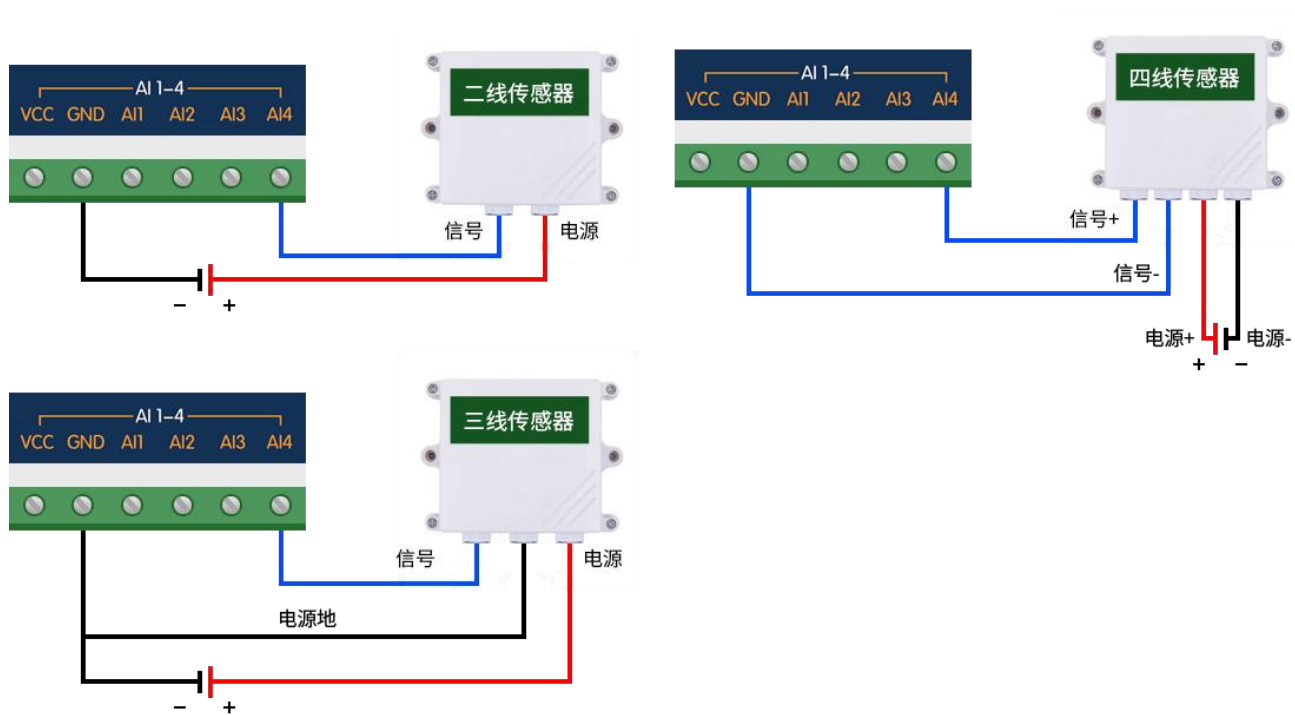 AI 1-4
VCC GND AI1 AI2 AI3 AI4
二线传感器
信号
电源
- +
AI 1-4
VCC GND AI1 AI2 AI3 AI4
四线传感器
信号+
信号-
电源+
电源-
+ -
AI 1-4
VCC GND AI1 AI2 AI3 AI4
三线传感器
信号
电源
电源地
- +